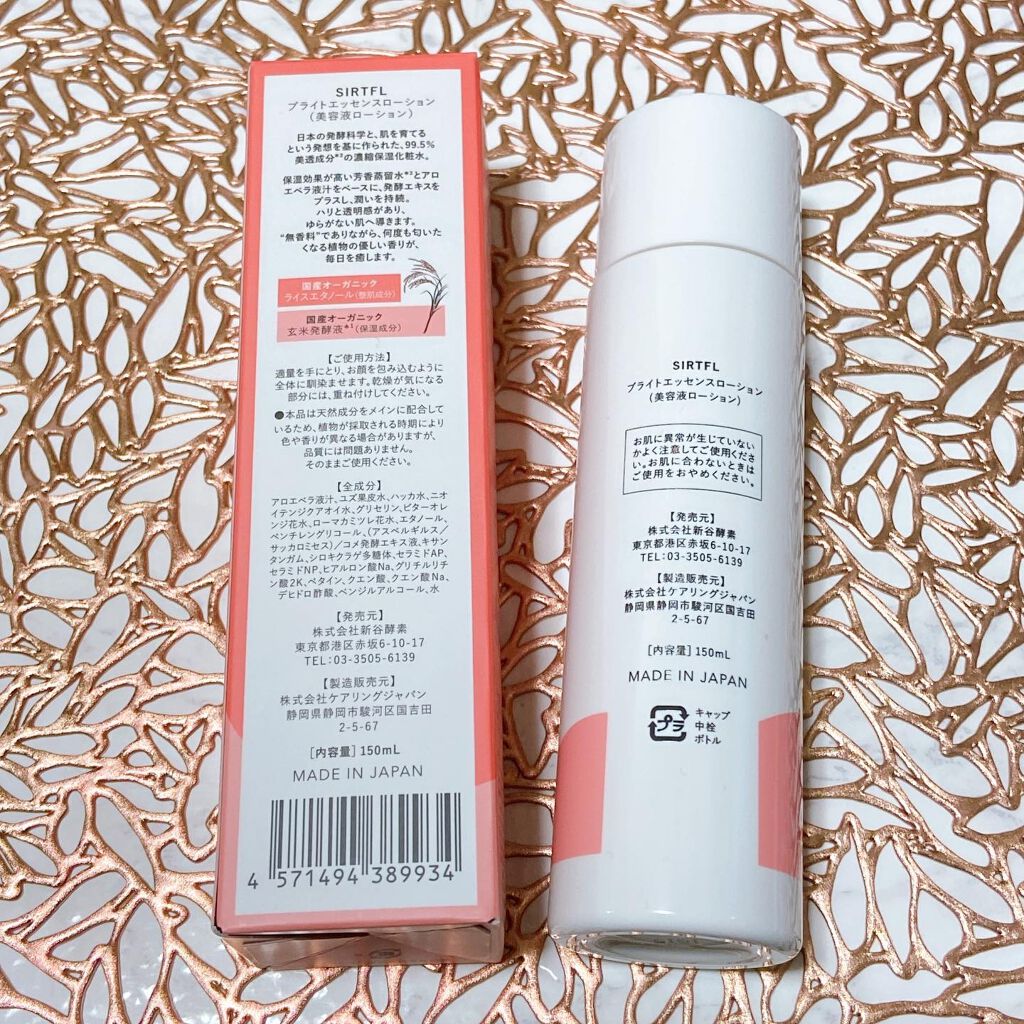 SIRTFL
ブライトエッセンスローション
（美容液ローション）
日本の発酵科学と、肌を育てる
という発想を基に作られた、99.5%
美透成分※3の濃縮保湿化粧水。
保湿効果が高い芳香蒸留水※2とアロ
エベラ液汁をベースに、発酵エキスを
プラスし、潤いを持続。
ハリと透明感があり、
ゆらがない肌へ導きます。
“無香料”でありながら、何度も匂いた
くなる植物の優しい香りが、
毎日を癒します。
国産オーガニック
ライスエタノール（整肌成分）
国産オーガニック
玄米発酵液※1（保湿成分）
【ご使用方法】
適量を手にとり、お顔を包み込むように
全体に馴染ませます。乾燥が気になる
部分には、重ね付けしてください。
●本品は天然成分をメインに配合して
いるため、植物が採取される時期により
色や香りが異なる場合がありますが、
品質には問題ありません。
そのままご使用ください。
【全成分】
アロエベラ液汁、ユズ果皮水、ハッカ水、ニオ
イテンジクアオイ水、グリセリン、ビターオレ
ンジ花水、ローマカミツレ花水、エタノール、
ペンチレングリコール、（アスペルギルス／
サッカロミセス）／コメ発酵エキス液、キサン
タンガム、シロキクラゲ多糖体、セラミドAP、
セラミドNP、ヒアルロン酸Na、グリチルリ
チン酸2K、ベタイン、クエン酸、クエン酸Na、
デヒドロ酢酸、ベンジルアルコール、水
【発売元】
株式会社新谷酵素
東京都港区赤坂6-10-17
TEL:03-3505-6139
【製造販売元】
株式会社ケアリングジャパン
静岡県静岡市駿河区国吉田
2-5-67
［内容量］150mL
MADE IN JAPAN
4 571494 389934
SIRTFL
ブライトエッセンスローション
（美容液ローション）
お肌に異常が生じていない
かよく注意してご使用くださ
い。お肌に合わないときは
ご使用をおやめください。
【発売元】
株式会社新谷酵素
東京都港区赤坂6-10-17
TEL:03-3505-6139
【製造販売元】
株式会社ケアリングジャパン
静岡県静岡市駿河区国吉田
2-5-67
［内容量］150mL
MADE IN JAPAN
プラ
キャップ
中栓
ボトル